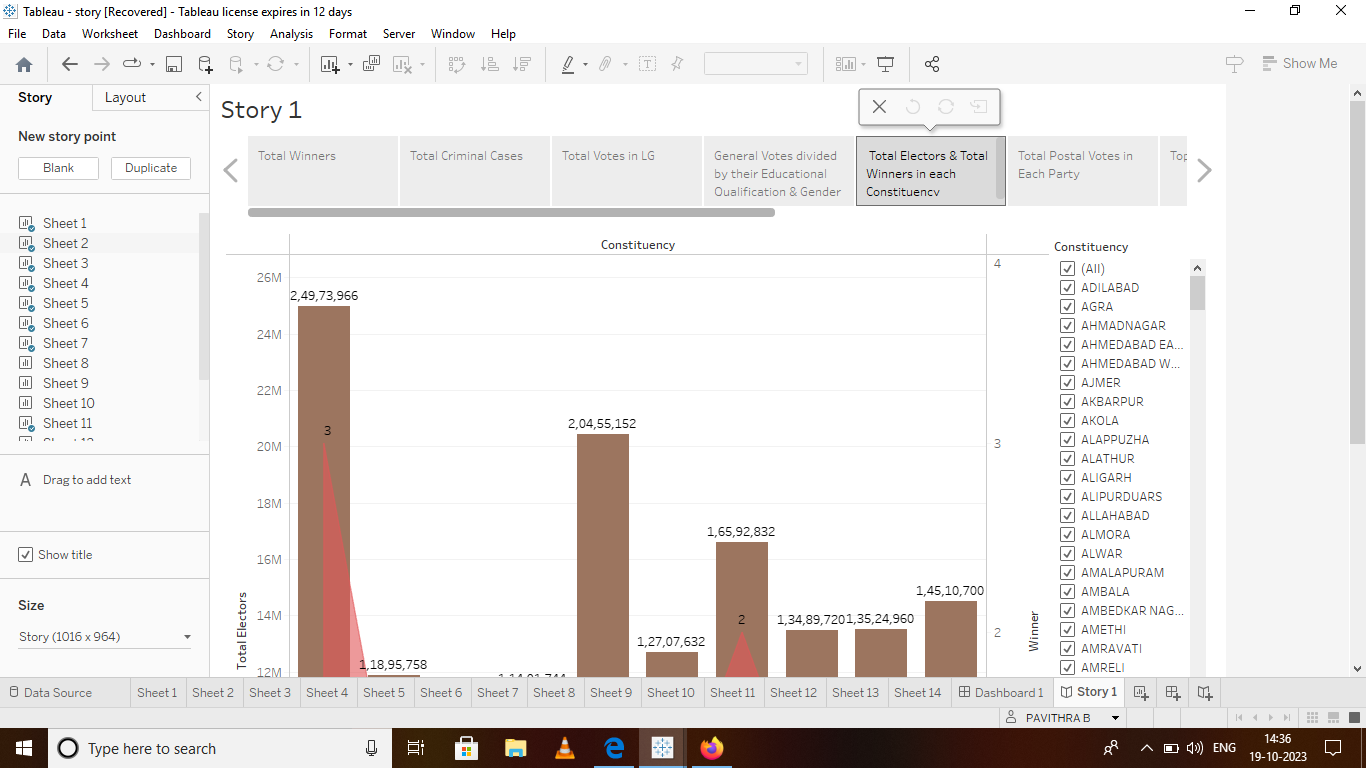 Tableau - story [Recovered] - Tableau license expires in 12 days
File Data Worksheet Dashboard Story Analysis Format Server Window Help
Show Me
Story Layout
New story point
Blank Duplicate
Sheet 1
Sheet 2
Sheet 3
Sheet 4
Sheet 5
Sheet 6
Sheet 7
Sheet 8
Sheet 9
Sheet 10
Sheet 11
A Drag to add text
Show title
Size
Story (1016 x 964)
Story 1
Total Winners
Total Criminal Cases
Total Votes in LG
General Votes divided
by their Educational
Qualification & Gender
Total Electors & Total
Winners in each
Constituency
Total Postal Votes in
Each Party
Top
Constituency
26M
24M
22M
20M
18M
16M
14M
12M
Total Electors
2,49,73,966
3
1,18,95,758
2,04,55,152
1,27,07,632
1,65,92,832
2
1,34,89,720
1,35,24,960
1,45,10,700
4
3
2
Winner
Constituency
(All)
ADILABAD
AGRA
AHMADNAGAR
AHMEDABAD EA...
AHMEDABAD W...
AJMER
AKBARPUR
AKOLA
ALAPPUZHA
ALATHUR
ALIGARH
ALIPURDUARS
ALLAHABAD
ALMORA
ALWAR
AMALAPURAM
AMBALA
AMBEDKAR NAG...
AMETHI
AMRAVATI
AMRELI
Data Source Sheet 1 Sheet 2 Sheet 3 Sheet 4 Sheet 5 Sheet 6 Sheet 7 Sheet 8 Sheet 9 Sheet 10 Sheet 11 Sheet 12 Sheet 13 Sheet 14 Dashboard 1 Story 1
PAVITHRA B
Type here to search
ENG
14:36
19-10-2023